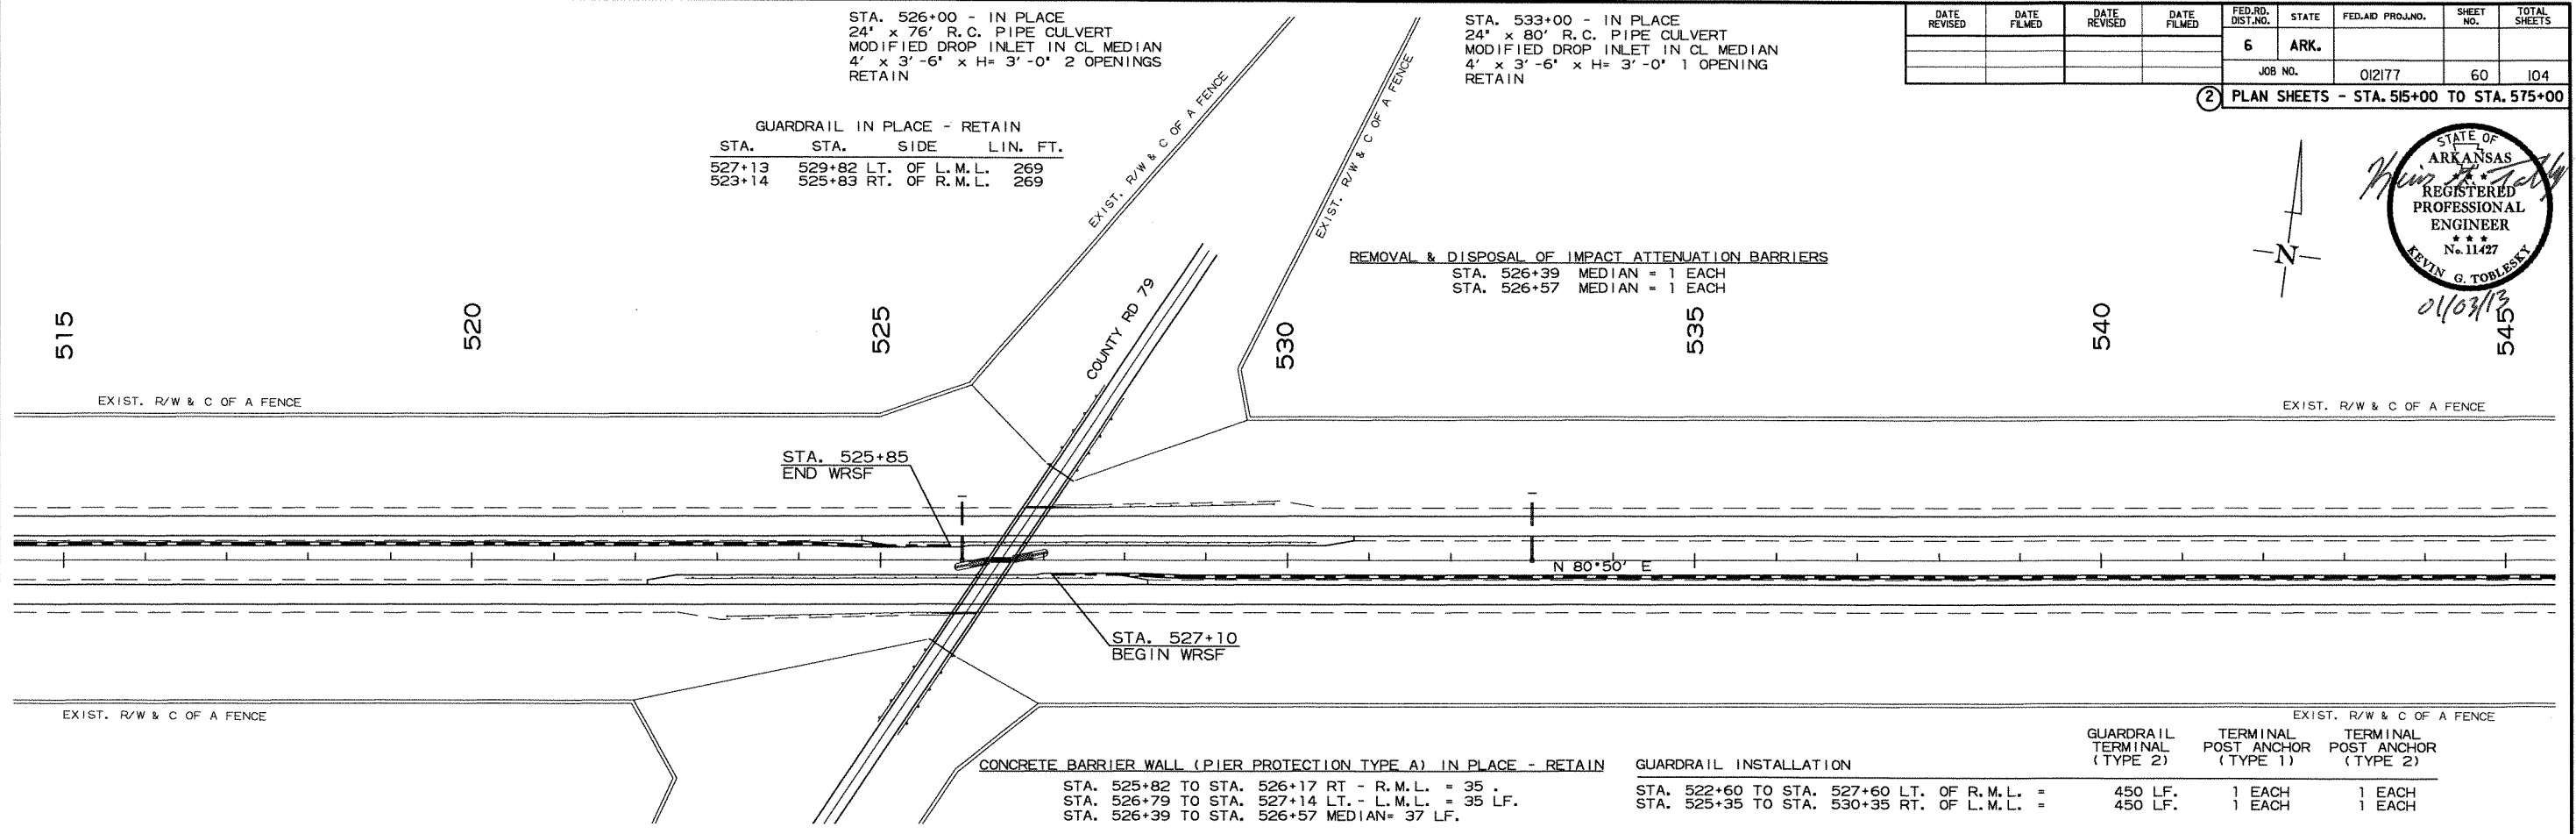 STA. 526+00 - IN PLACE
24" x 76' R.C. PIPE CULVERT
MODIFIED DROP INLET IN CL MEDIAN
4' x 3'-6" x H= 3'-0" 2 OPENINGS
RETAIN
STA. 533+00 - IN PLACE
24" x 80' R.C. PIPE CULVERT
MODIFIED DROP INLET IN CL MEDIAN
4' x 3'-6" x H= 3'-0" 1 OPENING
RETAIN
DATE REVISED DATE FILMED DATE REVISED DATE FILMED FED.RD. DIST.NO. STATE FED.AID PROJ.NO. SHEET NO. TOTAL SHEETS
6 ARK.
JOB NO. 012177 60 104
2 PLAN SHEETS - STA. 515+00 TO STA. 575+00
GUARDRAIL IN PLACE - RETAIN
STA. STA. SIDE LIN. FT.
527+13 529+82 LT. OF L.M.L. 269
523+14 525+83 RT. OF R.M.L. 269
EXIST. R/W & C OF A FENCE
EXIST. R/W & C OF A FENCE
STATE OF
ARKANSAS
REGISTERED
PROFESSIONAL
ENGINEER
No. 11427
KEVIN G. TOBLESKY
01/03/13
N
REMOVAL & DISPOSAL OF IMPACT ATTENUATION BARRIERS
STA. 526+39 MEDIAN = 1 EACH
STA. 526+57 MEDIAN = 1 EACH
COUNTY RD 79
515 520 525 530 535 540 545
EXIST. R/W & C OF A FENCE
EXIST. R/W & C OF A FENCE
STA. 525+85
END WRSF
N 80°50' E
STA. 527+10
BEGIN WRSF
EXIST. R/W & C OF A FENCE
EXIST. R/W & C OF A FENCE
CONCRETE BARRIER WALL (PIER PROTECTION TYPE A) IN PLACE - RETAIN
STA. 525+82 TO STA. 526+17 RT - R.M.L. = 35 .
STA. 526+79 TO STA. 527+14 LT.- L.M.L. = 35 LF.
STA. 526+39 TO STA. 526+57 MEDIAN= 37 LF.
GUARDRAIL INSTALLATION
GUARDRAIL TERMINAL (TYPE 2) TERMINAL POST ANCHOR (TYPE 1) TERMINAL POST ANCHOR (TYPE 2)
STA. 522+60 TO STA. 527+60 LT. OF R.M.L. = 450 LF. 1 EACH 1 EACH
STA. 525+35 TO STA. 530+35 RT. OF L.M.L. = 450 LF. 1 EACH 1 EACH